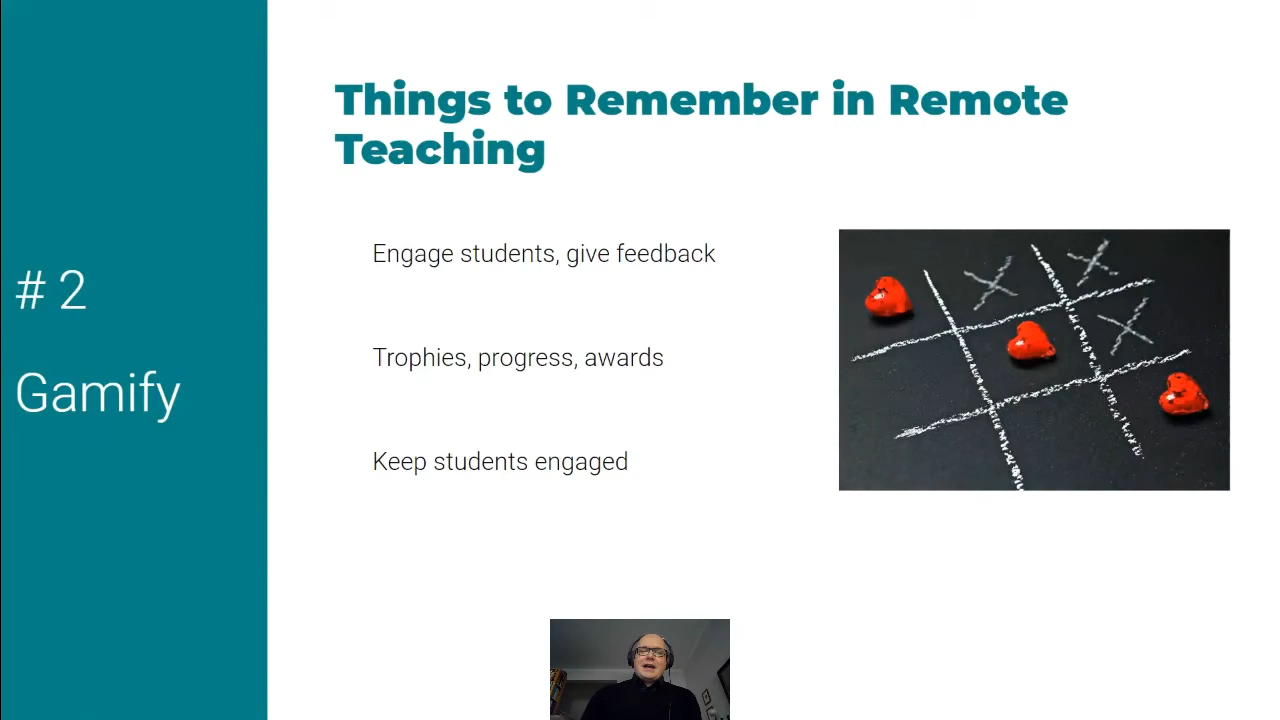 # 2
Gamify
Things to Remember in Remote
Teaching
Engage students, give feedback
Trophies, progress, awards
Keep students engaged